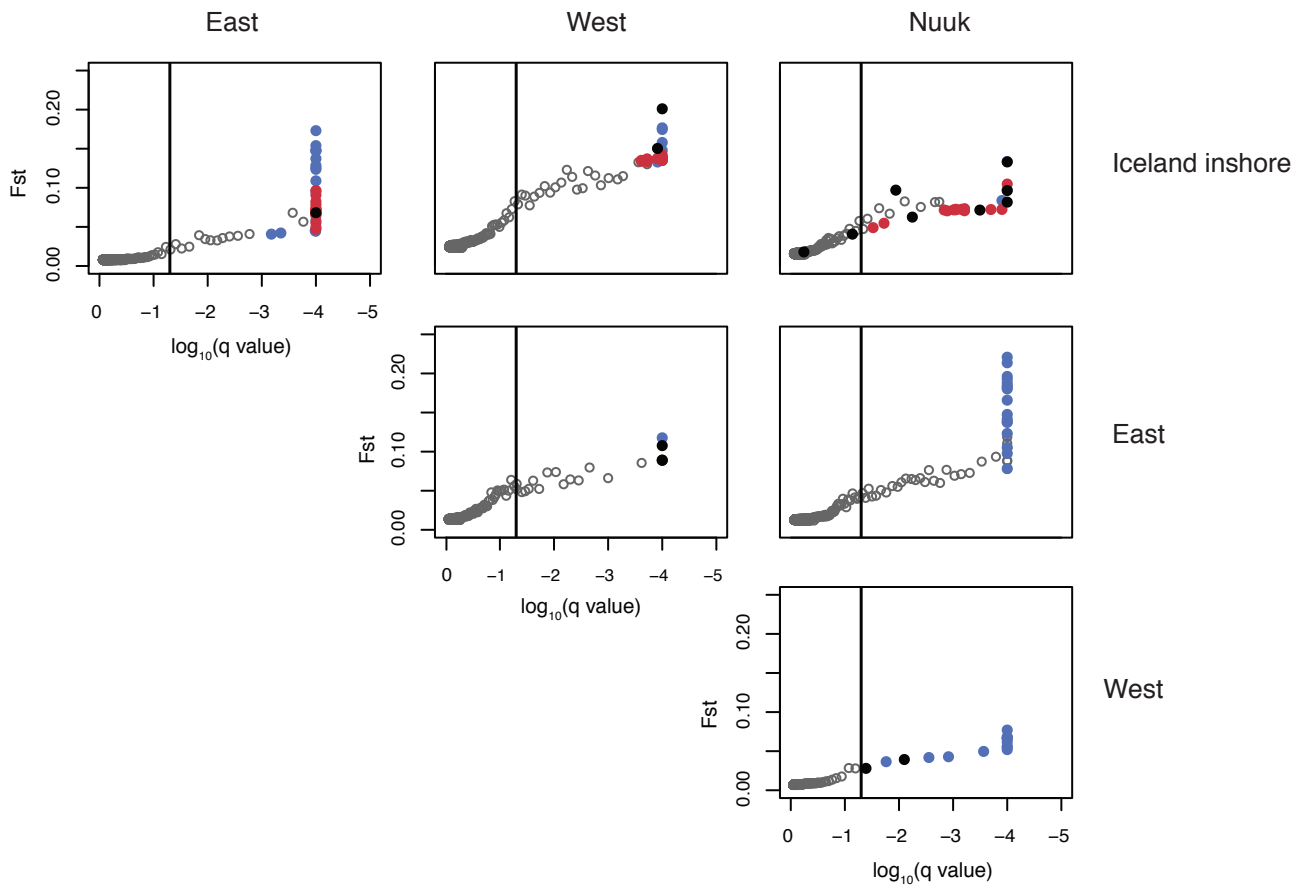 East West Nuuk
0.00 0.10 0.20
Fst
0 −1 −2 −3 −4 −5
log10(q value)
Iceland inshore
0.00 0.10 0.20
Fst
0 −1 −2 −3 −4 −5
log10(q value)
East
0.00 0.10 0.20
Fst
0 −1 −2 −3 −4 −5
log10(q value)
West